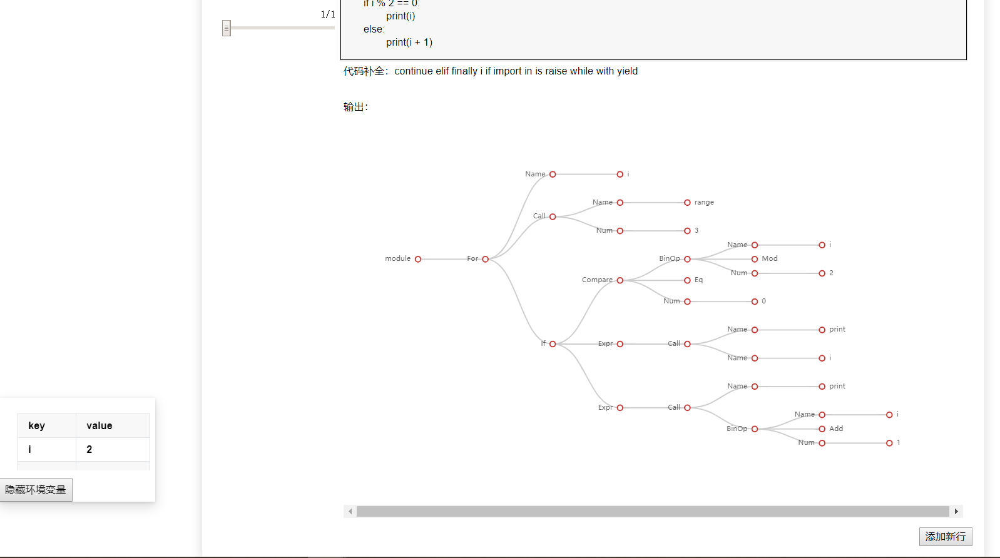 1/1
if i % 2 == 0:
print(i)
else:
print(i + 1)
代码补全：continue elif finally i if import in is raise while with yield
输出：
Name i
Name range
Call
Num 3
Name i
module For BinOp Mod
Num 2
Compare Eq
Num 0
Name print
If Expr Call
Name i
Name print
Expr Call
Name i
BinOp Add
Num 1
key value
i 2
隐藏环境变量
添加新行